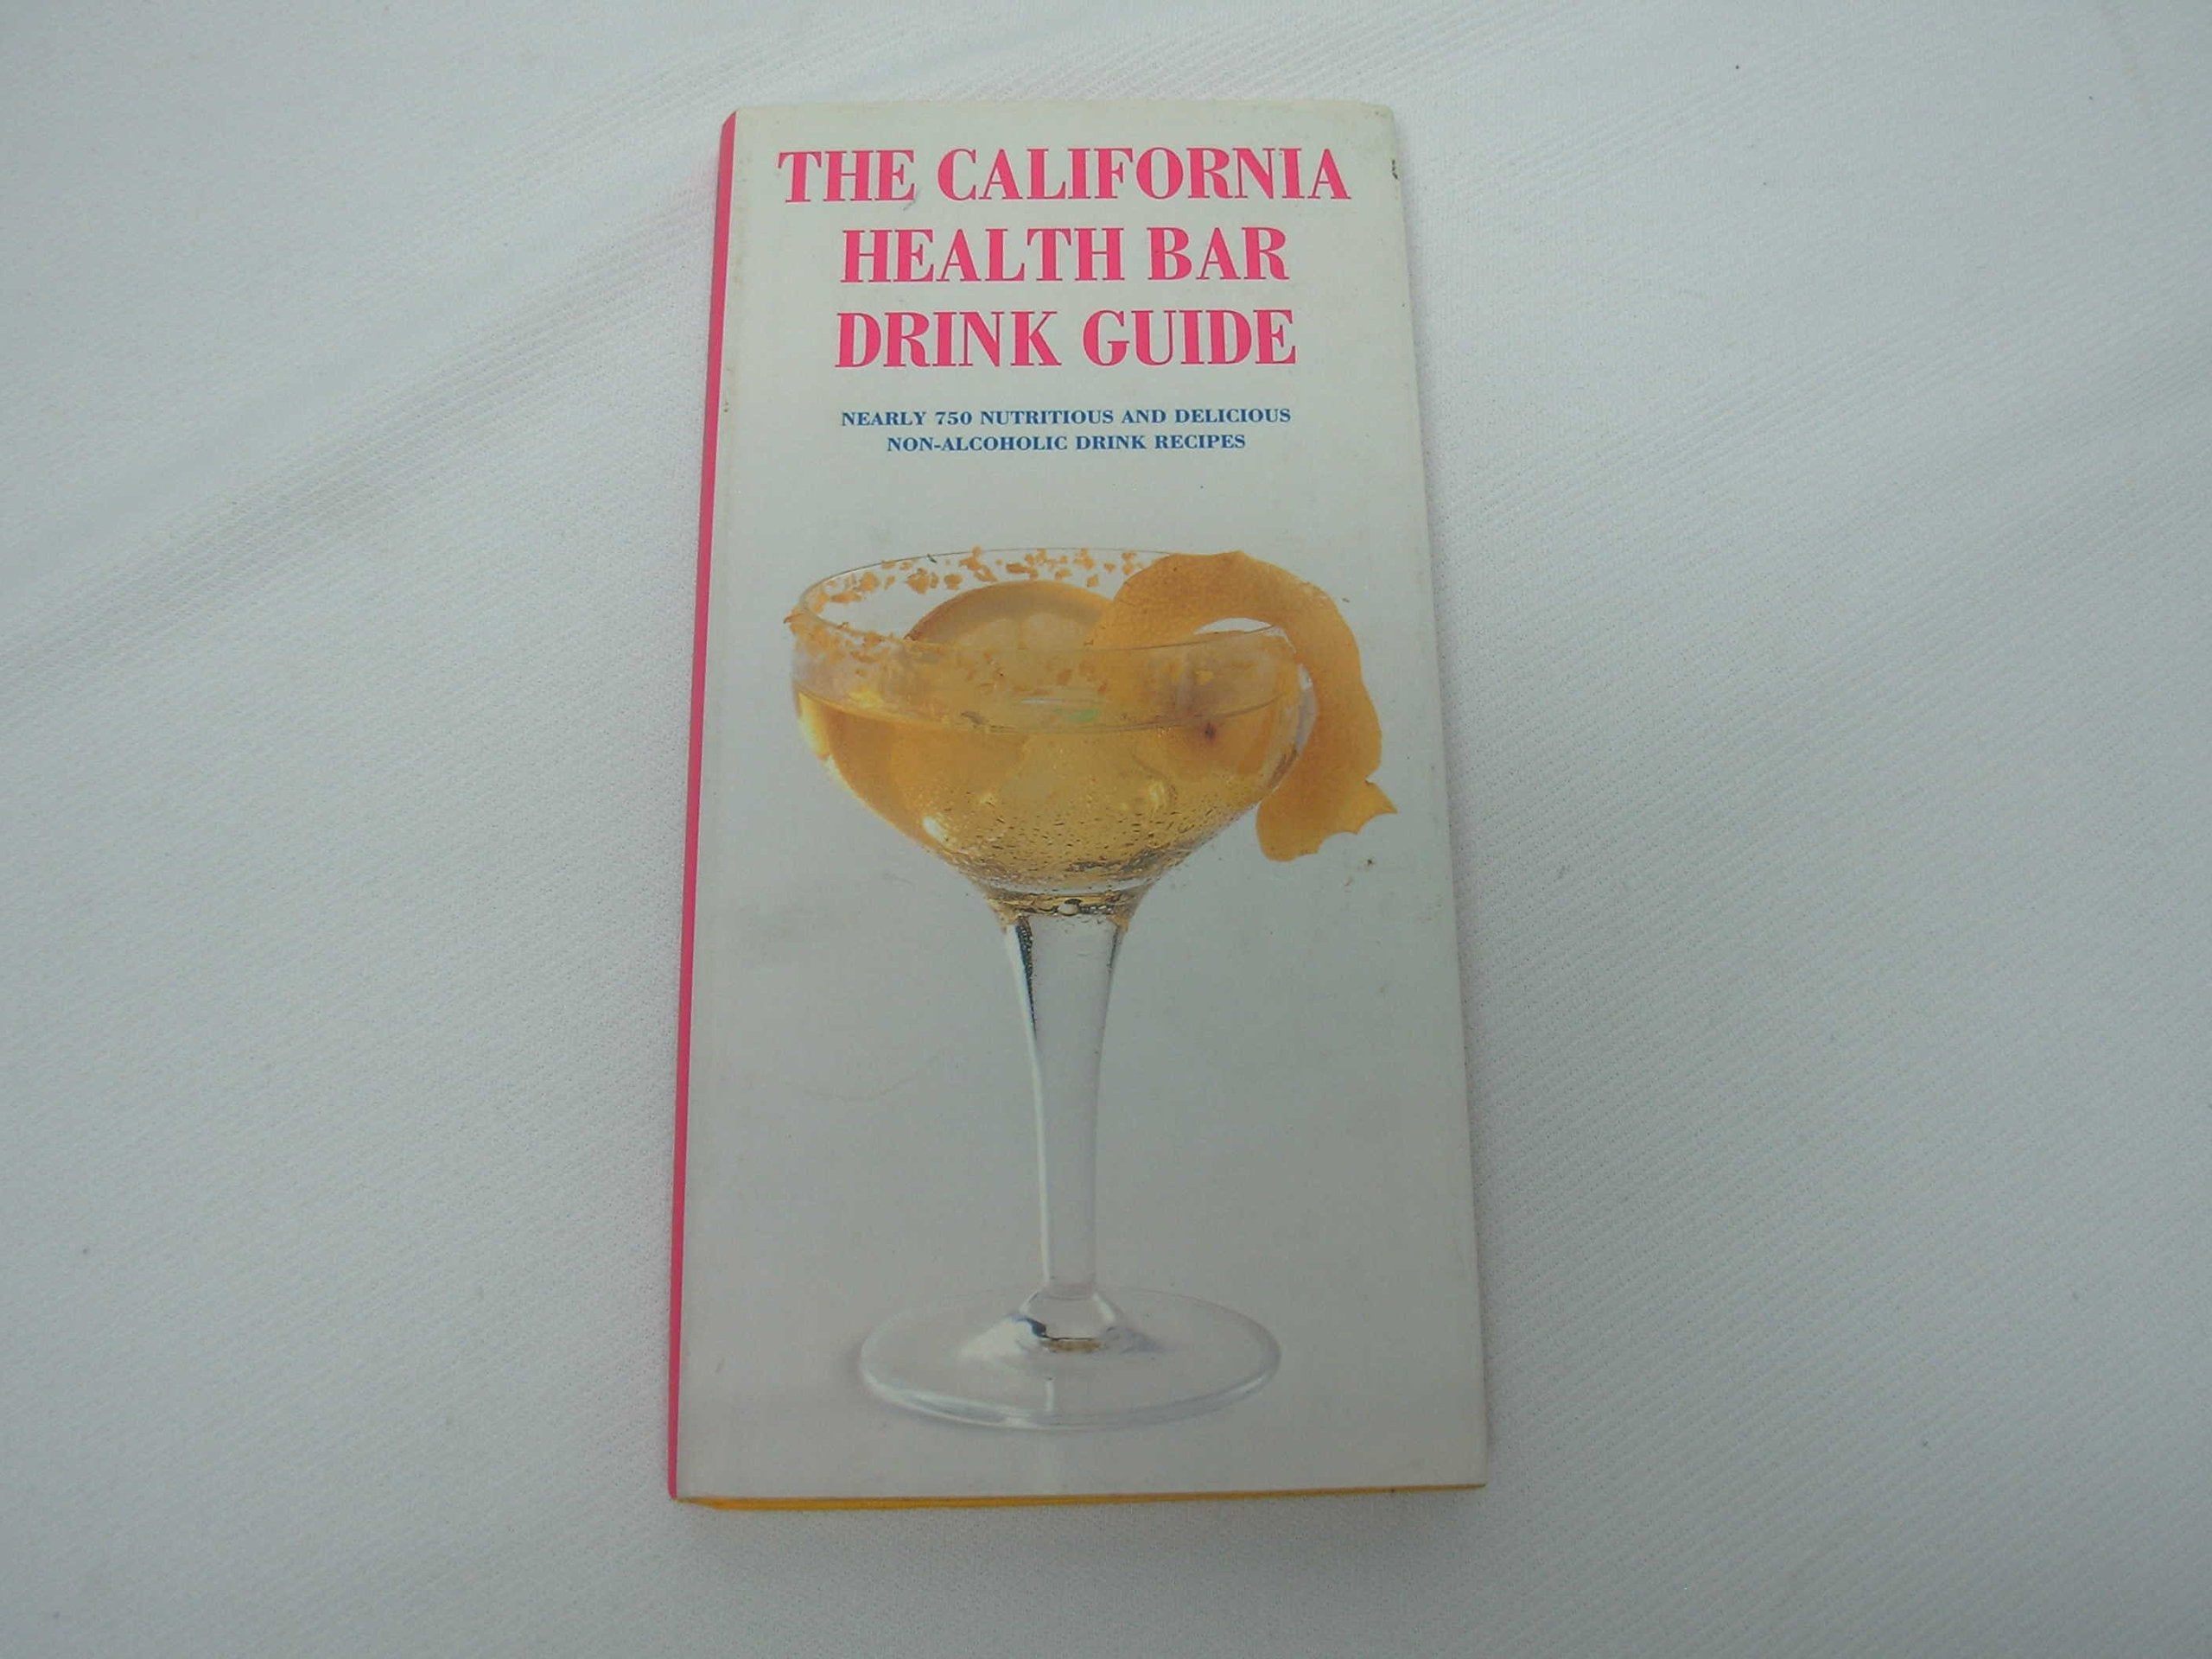 THE CALIFORNIA
HEALTH BAR
DRINK GUIDE
NEARLY 750 NUTRITIOUS AND DELICIOUS
NON-ALCOHOLIC DRINK RECIPES